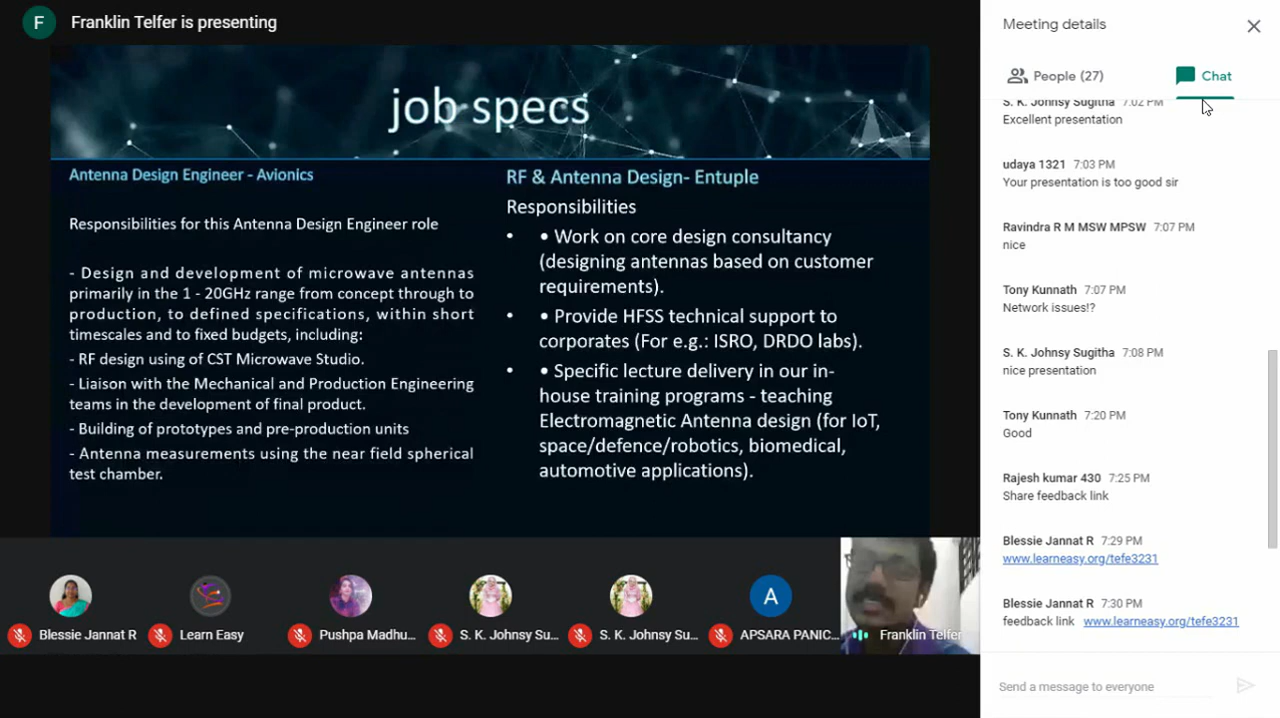 F
Franklin Telfer is presenting
job specs
Antenna Design Engineer - Avionics
Responsibilities for this Antenna Design Engineer role
- Design and development of microwave antennas
primarily in the 1 - 20GHz range from concept through to
production, to defined specifications, within short
timescales and to fixed budgets, including:
- RF design using of CST Microwave Studio.
- Liaison with the Mechanical and Production Engineering
teams in the development of final product.
- Building of prototypes and pre-production units
- Antenna measurements using the near field spherical
test chamber.
RF & Antenna Design- Entuple
Responsibilities
• • Work on core design consultancy
(designing antennas based on customer
requirements).
• • Provide HFSS technical support to
corporates (For e.g.: ISRO, DRDO labs).
• • Specific lecture delivery in our in-
house training programs - teaching
Electromagnetic Antenna design (for IoT,
space/defence/robotics, biomedical,
automotive applications).
Blessie Jannat R
Learn Easy
Pushpa Madhu...
S. K. Johnsy Su...
S. K. Johnsy Su...
A
APSARA PANIC...
Franklin Telfer
Meeting details
People (27)
Chat
S. K. Johnsy Sugitha 7:02 PM
Excellent presentation
udaya 1321 7:03 PM
Your presentation is too good sir
Ravindra R M MSW MPSW 7:07 PM
nice
Tony Kunnath 7:07 PM
Network issues!?
S. K. Johnsy Sugitha 7:08 PM
nice presentation
Tony Kunnath 7:20 PM
Good
Rajesh kumar 430 7:25 PM
Share feedback link
Blessie Jannat R 7:29 PM
www.learneasy.org/tefe3231
Blessie Jannat R 7:30 PM
feedback link www.learneasy.org/tefe3231
Send a message to everyone